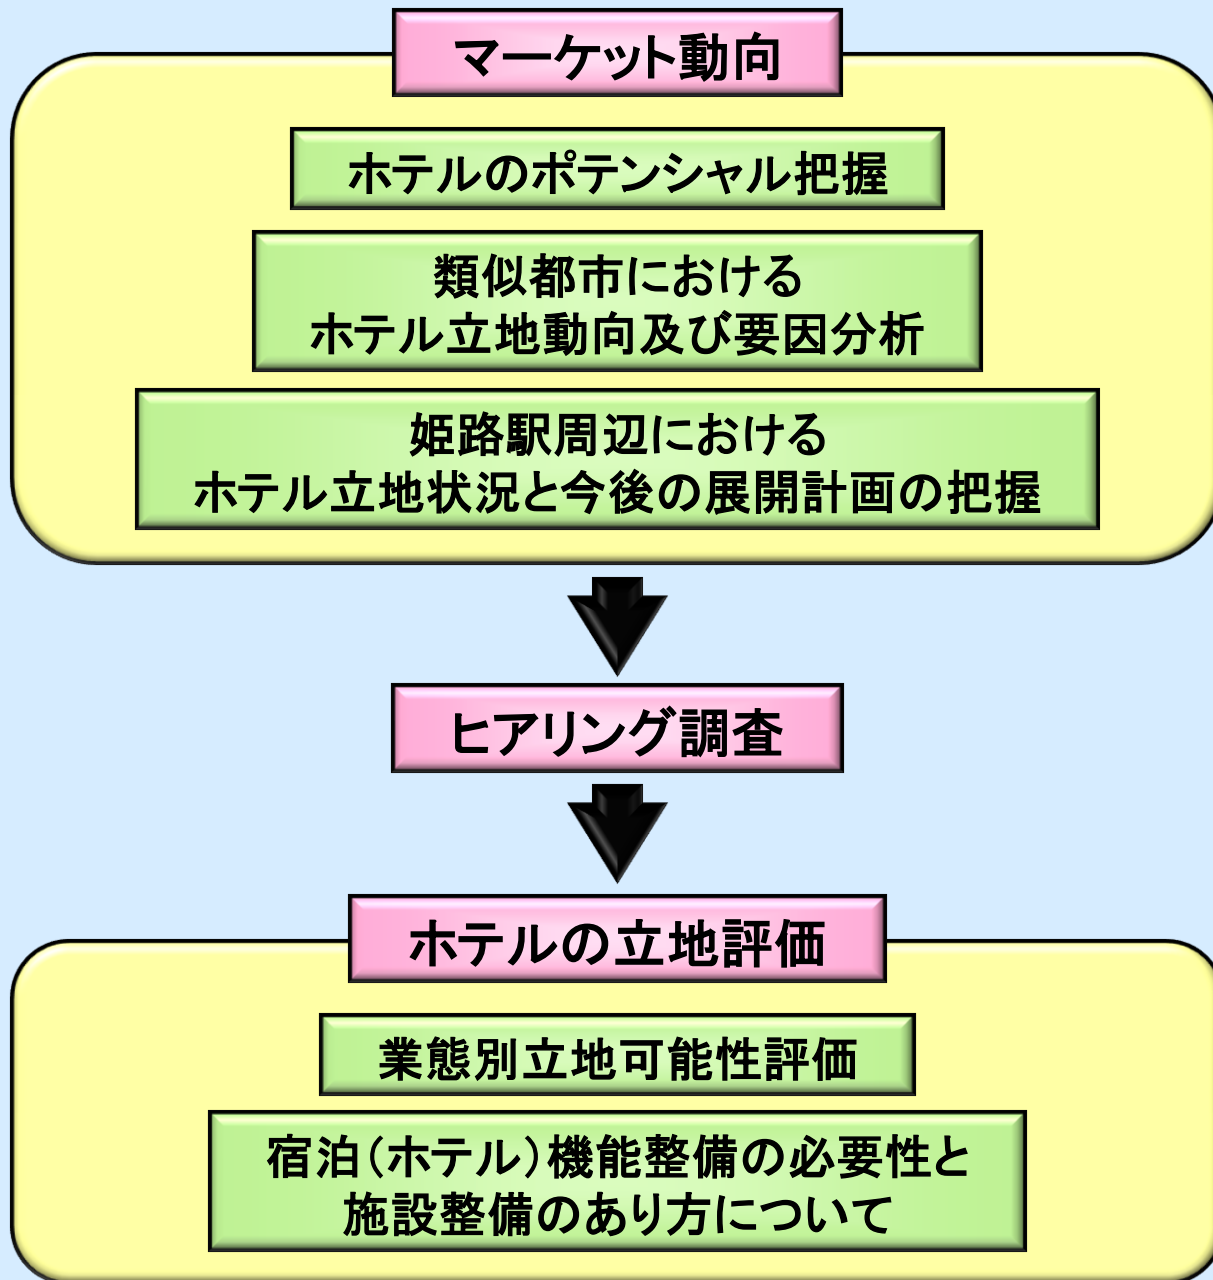 マーケット動向
ホテルのポテンシャル把握
類似都市における
ホテル立地動向及び要因分析
姫路駅周辺における
ホテル立地状況と今後の展開計画の把握
ヒアリング調査
ホテルの立地評価
業態別立地可能性評価
宿泊（ホテル）機能整備の必要性と
施設整備のあり方について